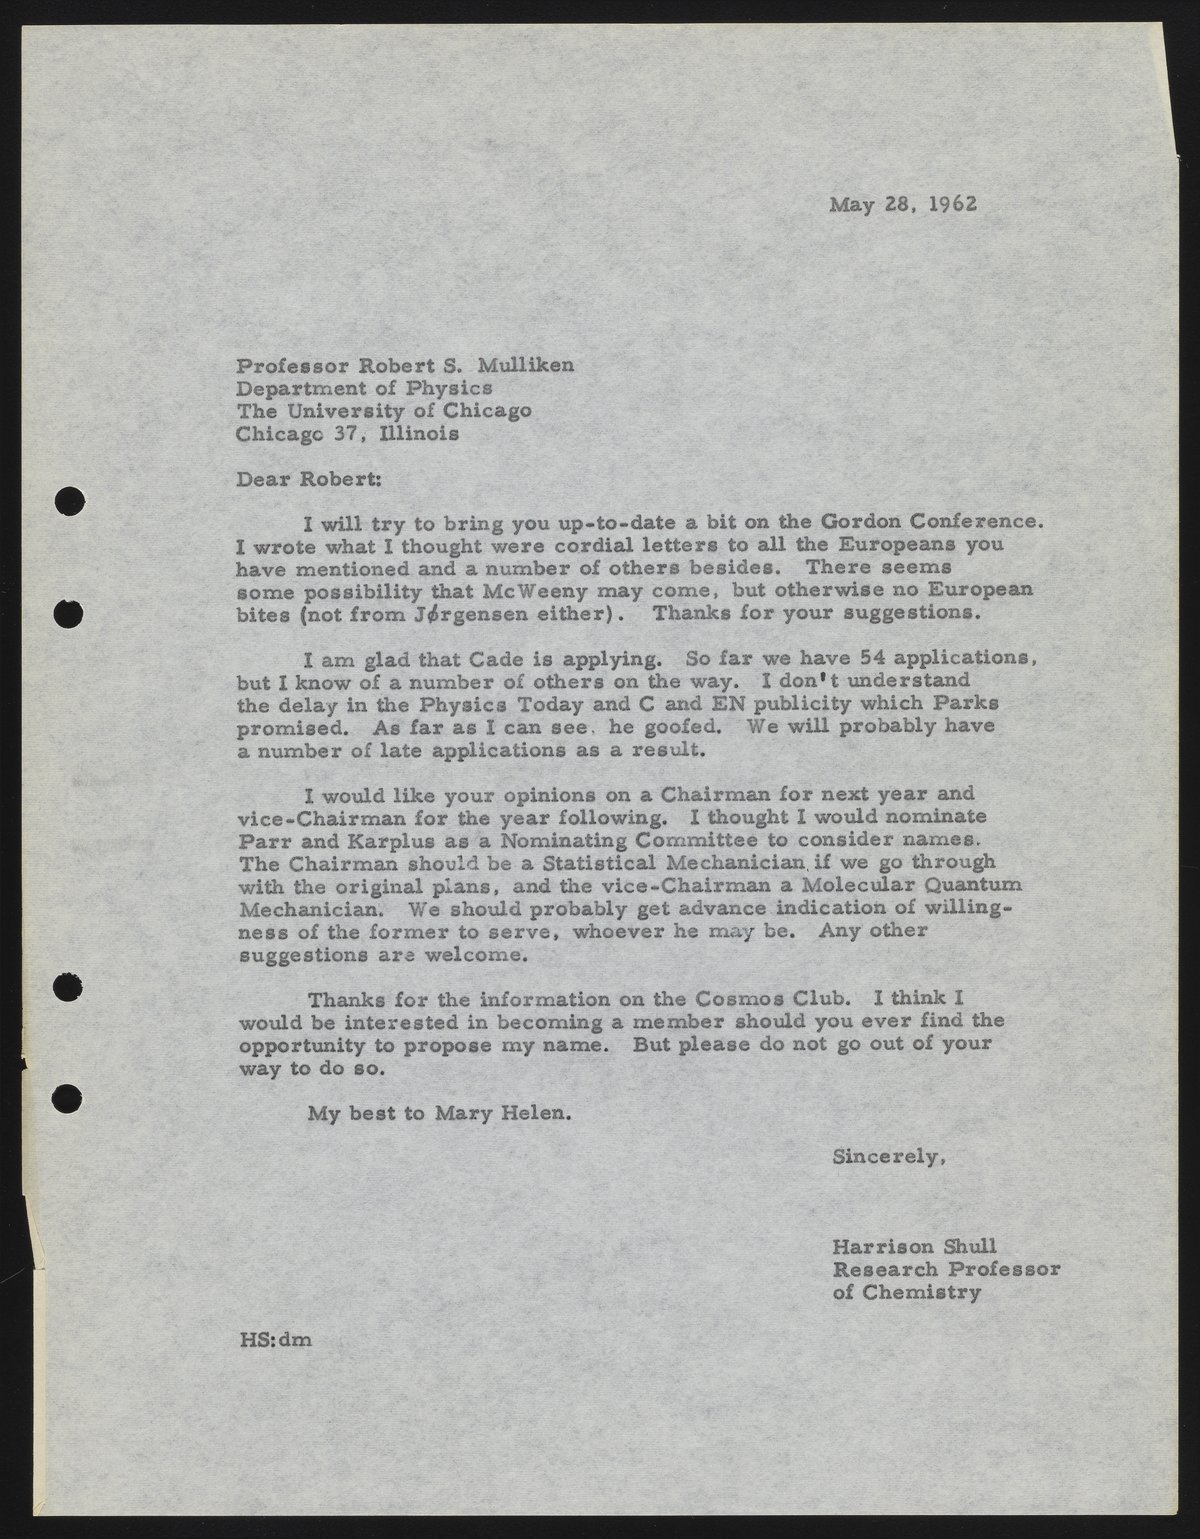 May 28, 1962
Professor Robert S. Mulliken
Department of Physics
The University of Chicago
Chicago 37, Illinois
Dear Robert:
I will try to bring you up-to-date a bit on the Gordon Conference.
I wrote what I thought were cordial letters to all the Europeans you
have mentioned and a number of others besides. There seems
some possibility that McWeeny may come, but otherwise no European
bites (not from Jørgensen either). Thanks for your suggestions.
I am glad that Cade is applying. So far we have 54 applications,
but I know of a number of others on the way. I don't understand
the delay in the Physics Today and C and EN publicity which Parks
promised. As far as I can see, he goofed. We will probably have
a number of late applications as a result.
I would like your opinions on a Chairman for next year and
vice-Chairman for the year following. I thought I would nominate
Parr and Karplus as a Nominating Committee to consider names.
The Chairman should be a Statistical Mechanician, if we go through
with the original plans, and the vice-Chairman a Molecular Quantum
Mechanician. We should probably get advance indication of willing-
ness of the former to serve, whoever he may be. Any other
suggestions are welcome.
Thanks for the information on the Cosmos Club. I think I
would be interested in becoming a member should you ever find the
opportunity to propose my name. But please do not go out of your
way to do so.
My best to Mary Helen.
Sincerely,
Harrison Shull
Research Professor
of Chemistry
HS:dm